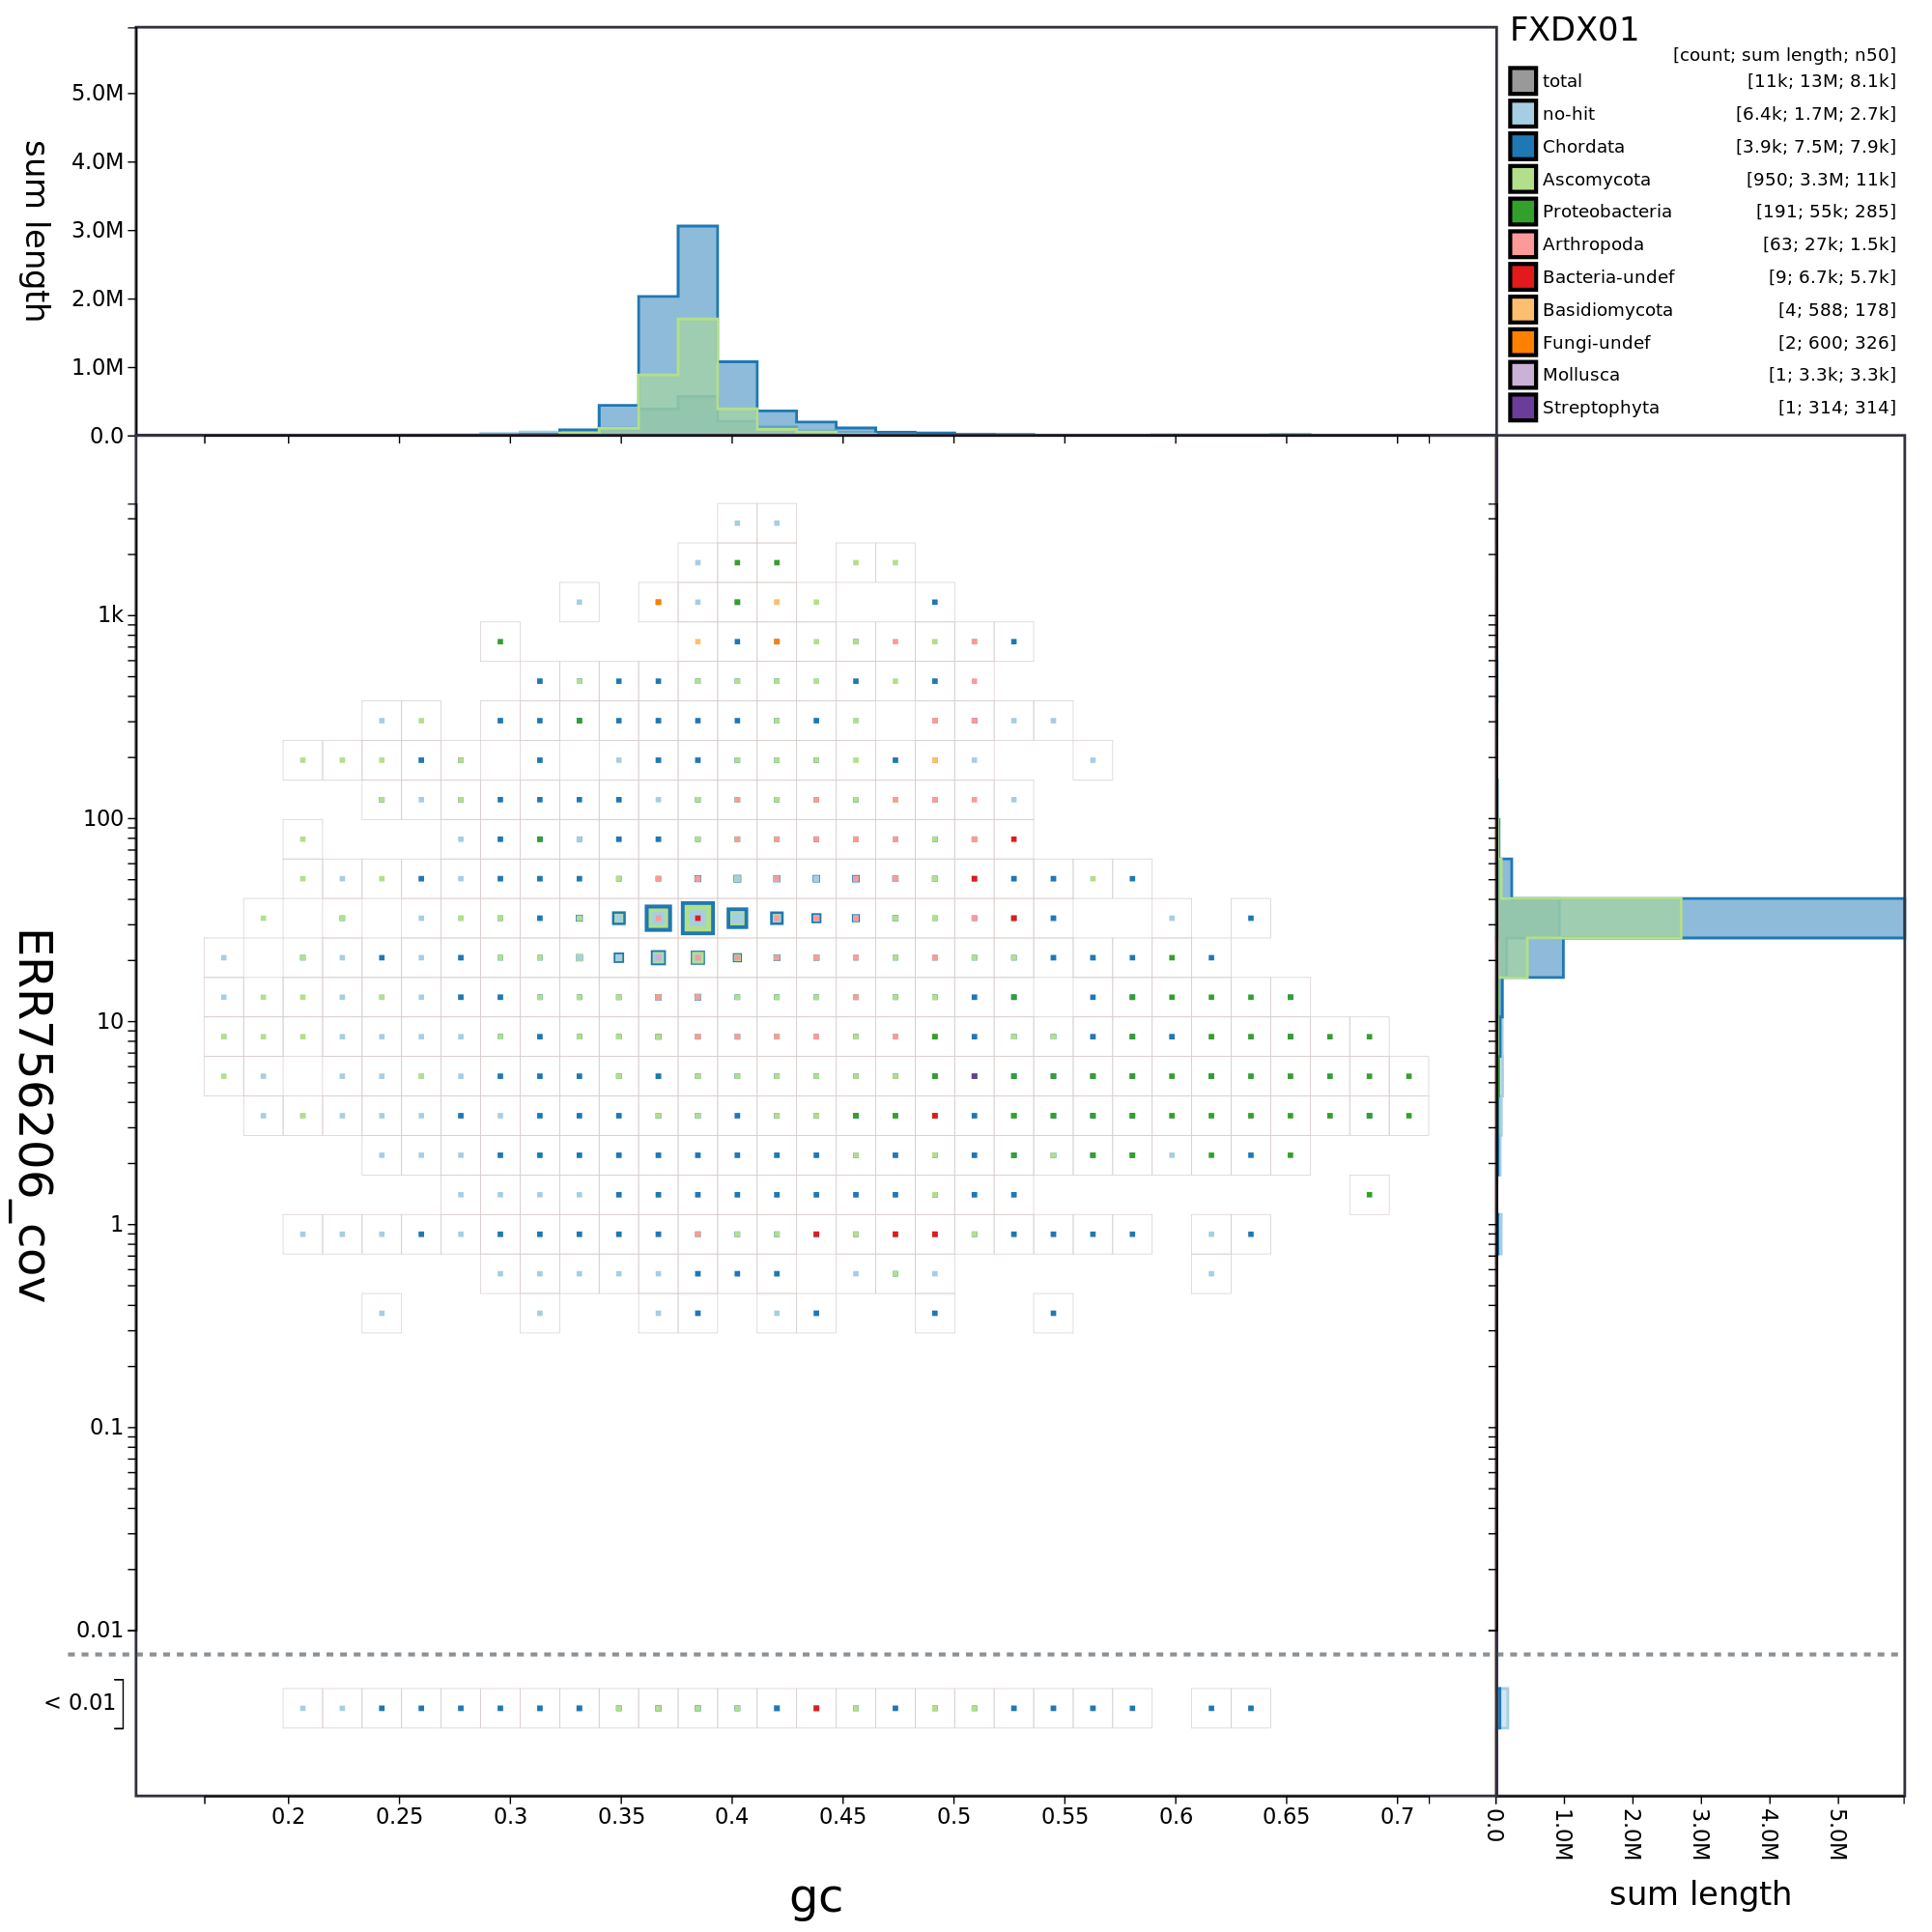 FXDX01
[count; sum length; n50]
total [11k; 13M; 8.1k]
no-hit [6.4k; 1.7M; 2.7k]
Chordata [3.9k; 7.5M; 7.9k]
Ascomycota [950; 3.3M; 11k]
Proteobacteria [191; 55k; 285]
Arthropoda [63; 27k; 1.5k]
Bacteria-undef [9; 6.7k; 5.7k]
Basidiomycota [4; 588; 178]
Fungi-undef [2; 600; 326]
Mollusca [1; 3.3k; 3.3k]
Streptophyta [1; 314; 314]
sum length
5.0M
4.0M
3.0M
2.0M
1.0M
0.0
ERR756206_cov
1k
100
10
1
0.1
0.01
< 0.01
0.2 0.25 0.3 0.35 0.4 0.45 0.5 0.55 0.6 0.65 0.7
gc
0.0 1.0M 2.0M 3.0M 4.0M 5.0M
sum length